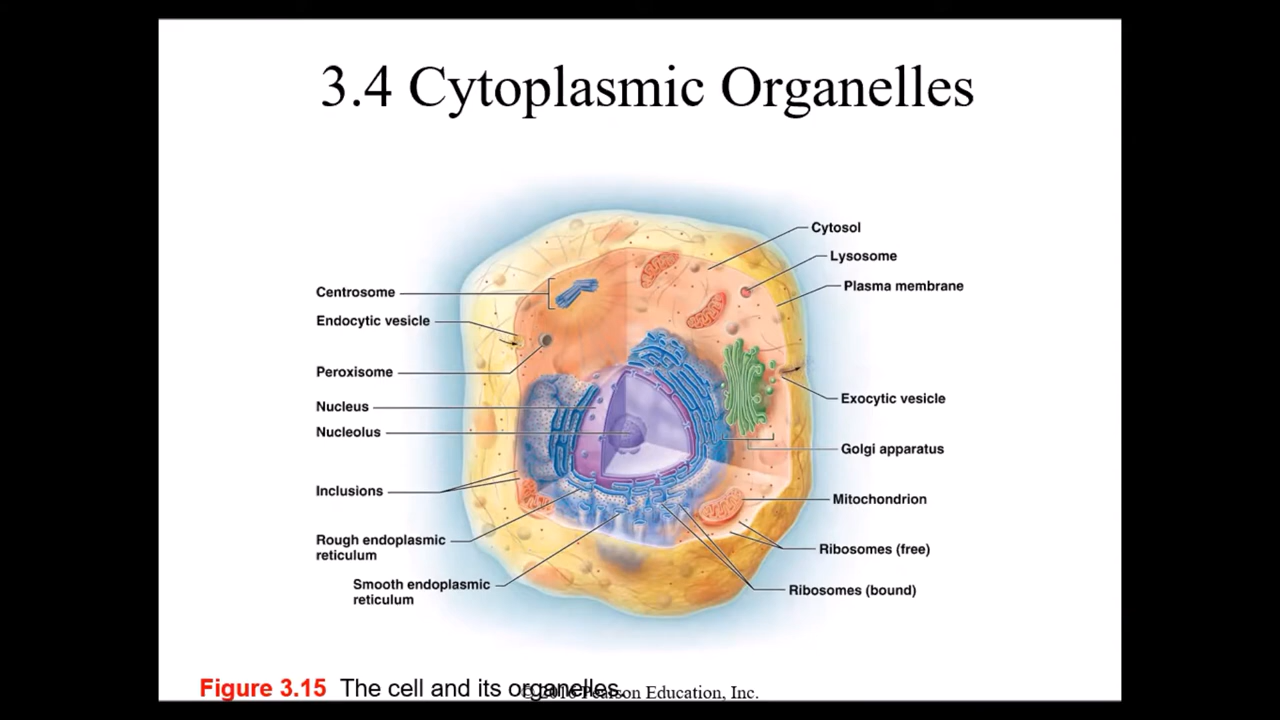 3.4 Cytoplasmic Organelles
Cytosol
Lysosome
Plasma membrane
Centrosome
Endocytic vesicle
Peroxisome
Nucleus
Nucleolus
Exocytic vesicle
Golgi apparatus
Inclusions
Mitochondrion
Rough endoplasmic
reticulum
Ribosomes (free)
Smooth endoplasmic
reticulum
Ribosomes (bound)
Figure 3.15 The cell and its organelles.
© 2016 Pearson Education, Inc.